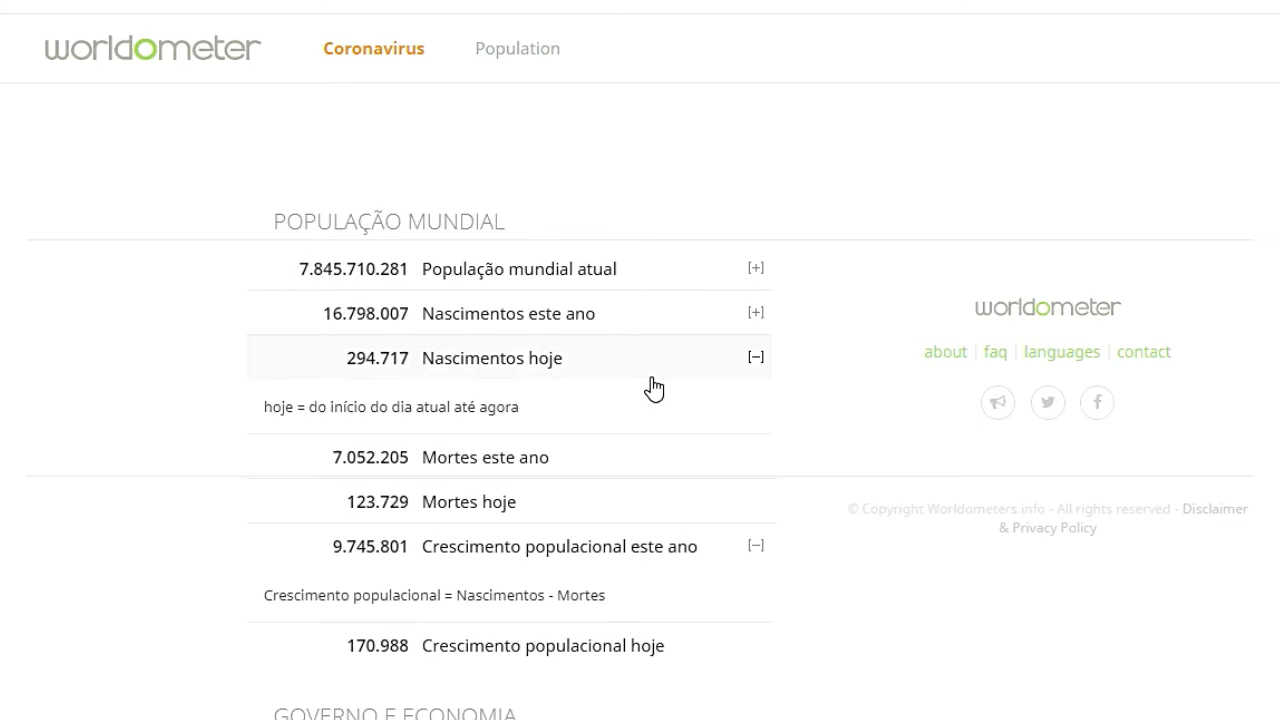 worldometer Coronavirus Population
POPULAÇÃO MUNDIAL
7.845.710.281 População mundial atual [+]
16.798.007 Nascimentos este ano [+]
294.717 Nascimentos hoje [–]
hoje = do início do dia atual até agora
7.052.205 Mortes este ano
123.729 Mortes hoje
9.745.801 Crescimento populacional este ano [–]
Crescimento populacional = Nascimentos - Mortes
170.988 Crescimento populacional hoje
GOVERNO E ECONOMIA
worldometer
about | faq | languages | contact
© Copyright Worldometers.info - All rights reserved - Disclaimer
& Privacy Policy